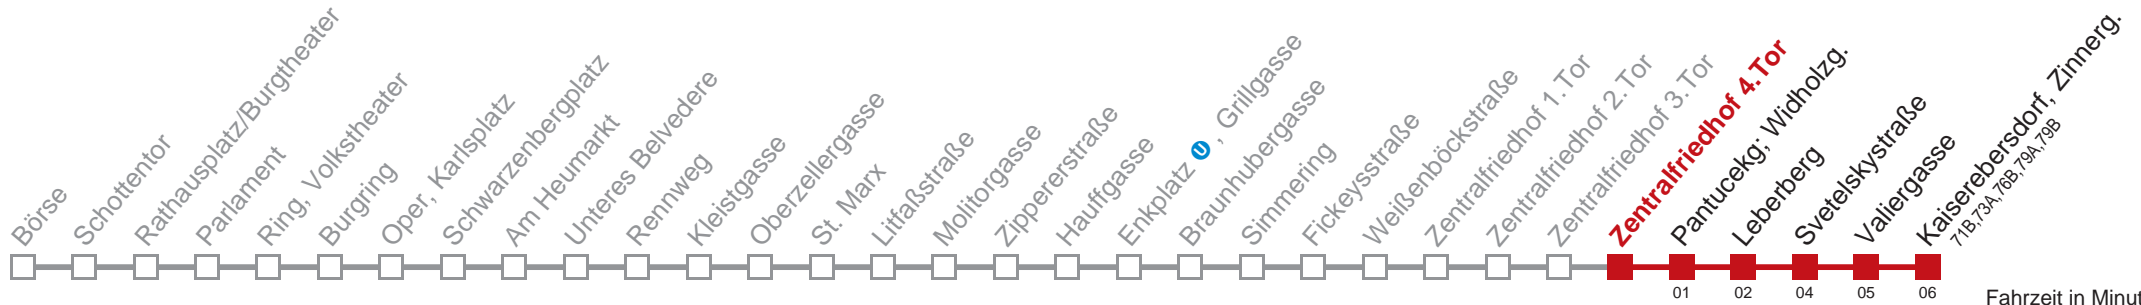 Börse
Schottentor
Rathausplatz/Burgtheater
Parlament
Ring, Volkstheater
Burgring
Oper, Karlsplatz
Schwarzenbergplatz
Am Heumarkt
Unteres Belvedere
Rennweg
Kleistgasse
Oberzellergasse
St. Marx
Litfaßstraße
Molitorgasse
Zippererstraße
Hauffgasse
Enkplatz U , Grillgasse
Braunhubergasse
Simmering
Fickeysstraße
Weißenböckstraße
Zentralfriedhof 1.Tor
Zentralfriedhof 2.Tor
Zentralfriedhof 3.Tor
Zentralfriedhof 4.Tor
Pantucekg; Widholzg.
Leberberg
Svetelskystraße
Valiergasse
Kaiserebersdorf, Zinnerg.
71B,73A,76B,79A,79B
01 02 04 05 06
Fahrzeit in Minut